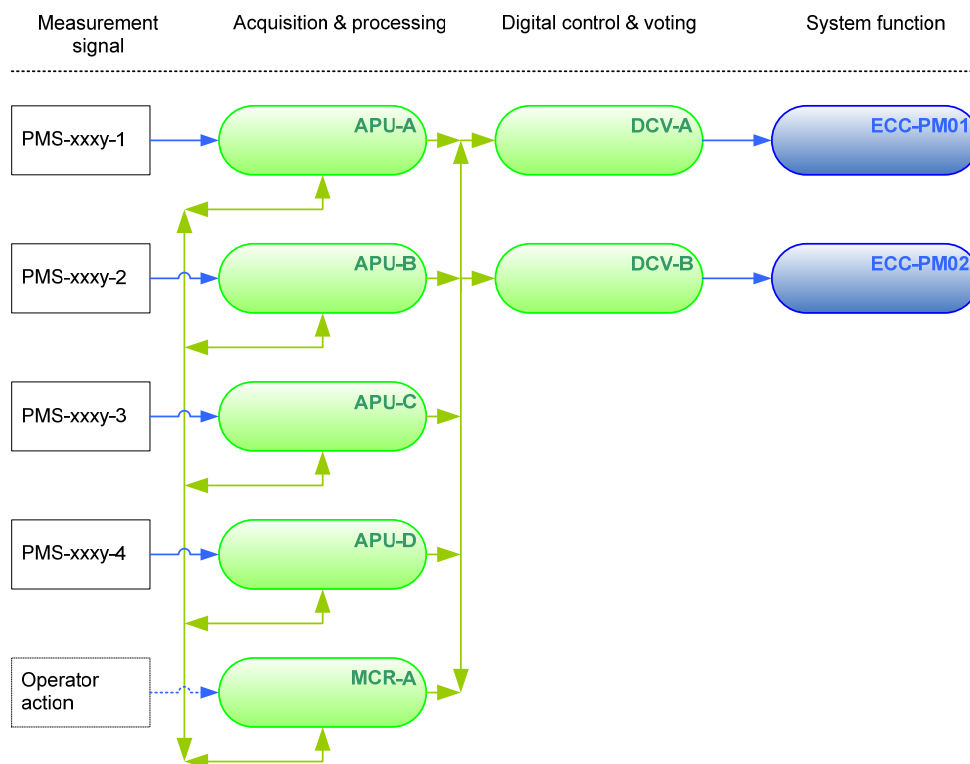 Measurement
signal
Acquisition & processing
Digital control & voting
System function
PMS-xxxy-1
APU-A
DCV-A
ECC-PM01
PMS-xxxy-2
APU-B
DCV-B
ECC-PM02
PMS-xxxy-3
APU-C
PMS-xxxy-4
APU-D
Operator
action
MCR-A